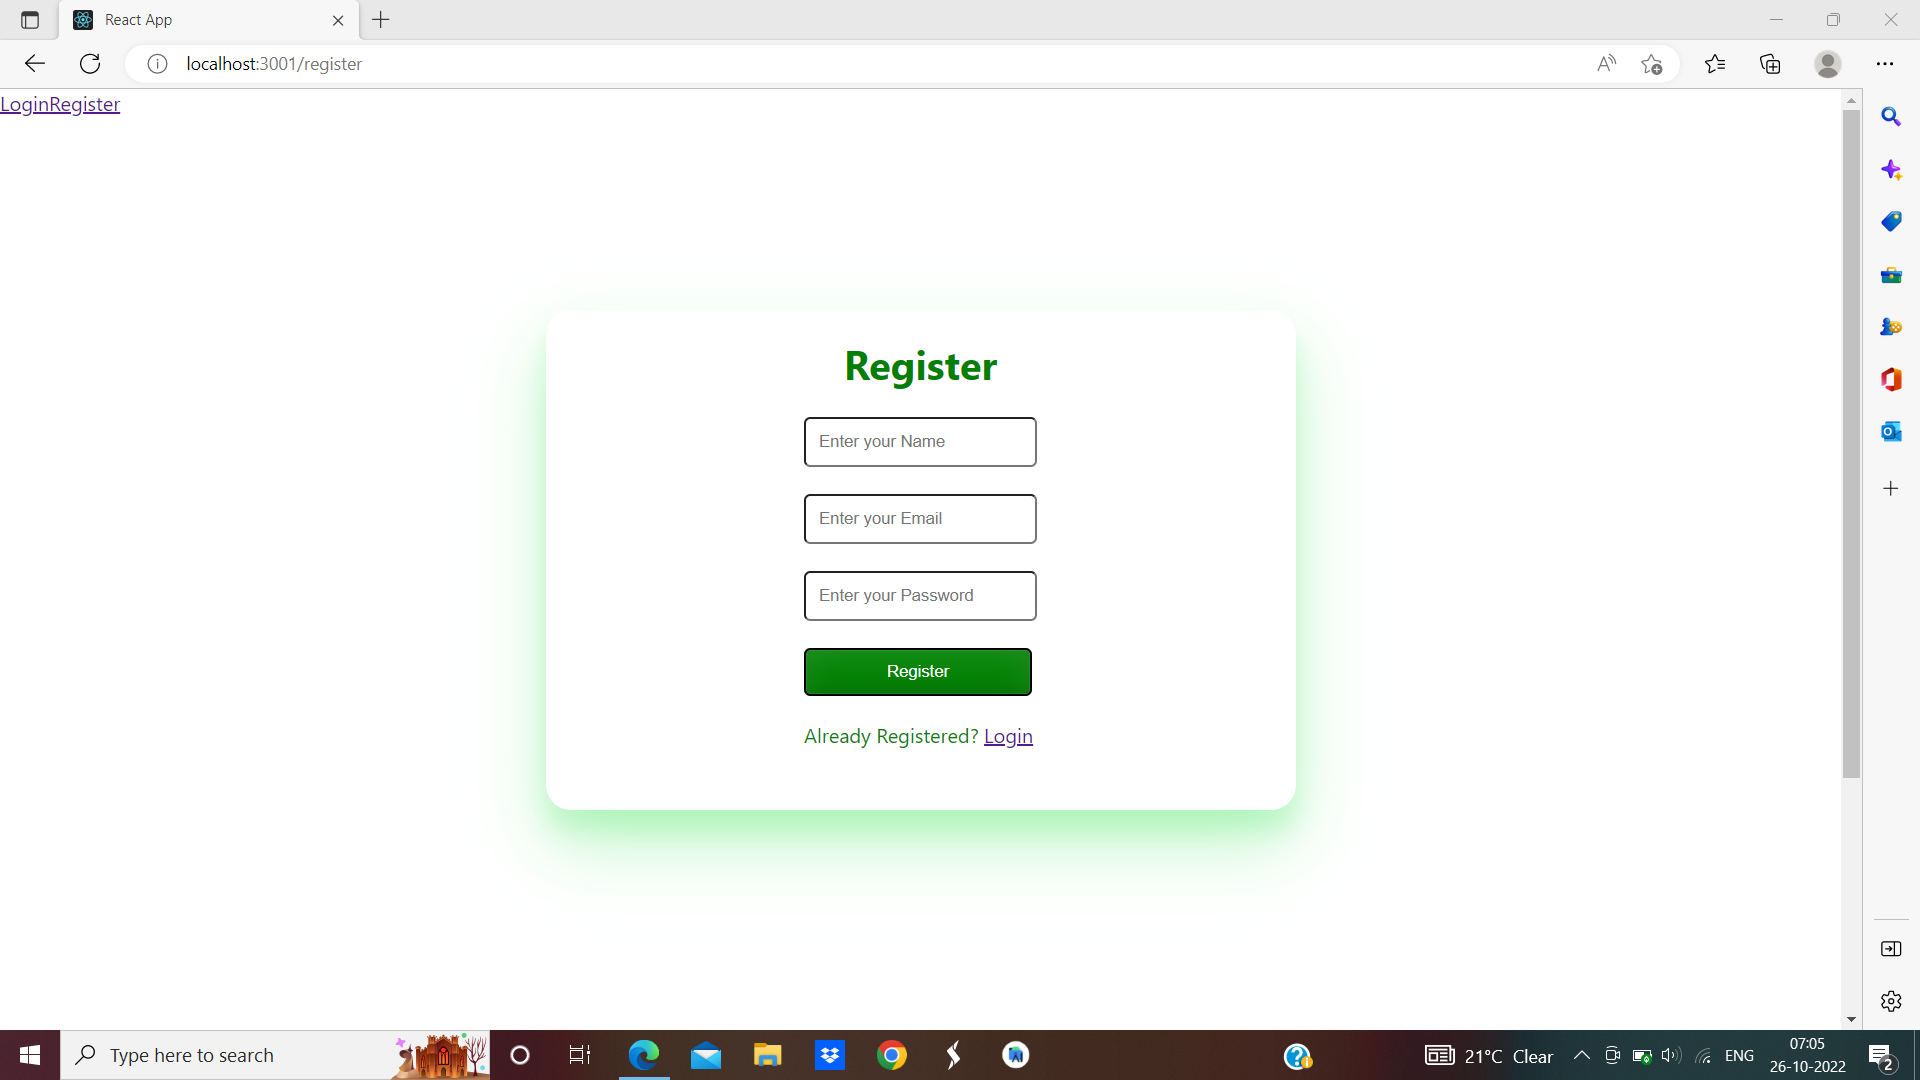 React App
localhost:3001/register
LoginRegister
Register
Enter your Name
Enter your Email
Enter your Password
Register
Already Registered? Login
Type here to search
21°C Clear
ENG
07:05
26-10-2022
2